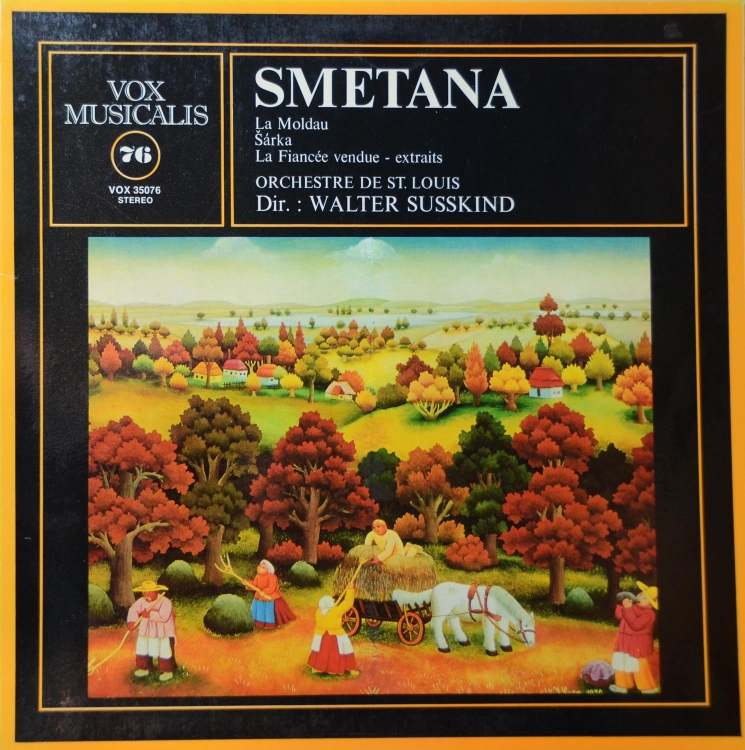 VOX
MUSICALIS
76
VOX 35076
STEREO
SMETANA
La Moldau
Šárka
La Fiancée vendue - extraits
ORCHESTRE DE ST. LOUIS
Dir. : WALTER SUSSKIND